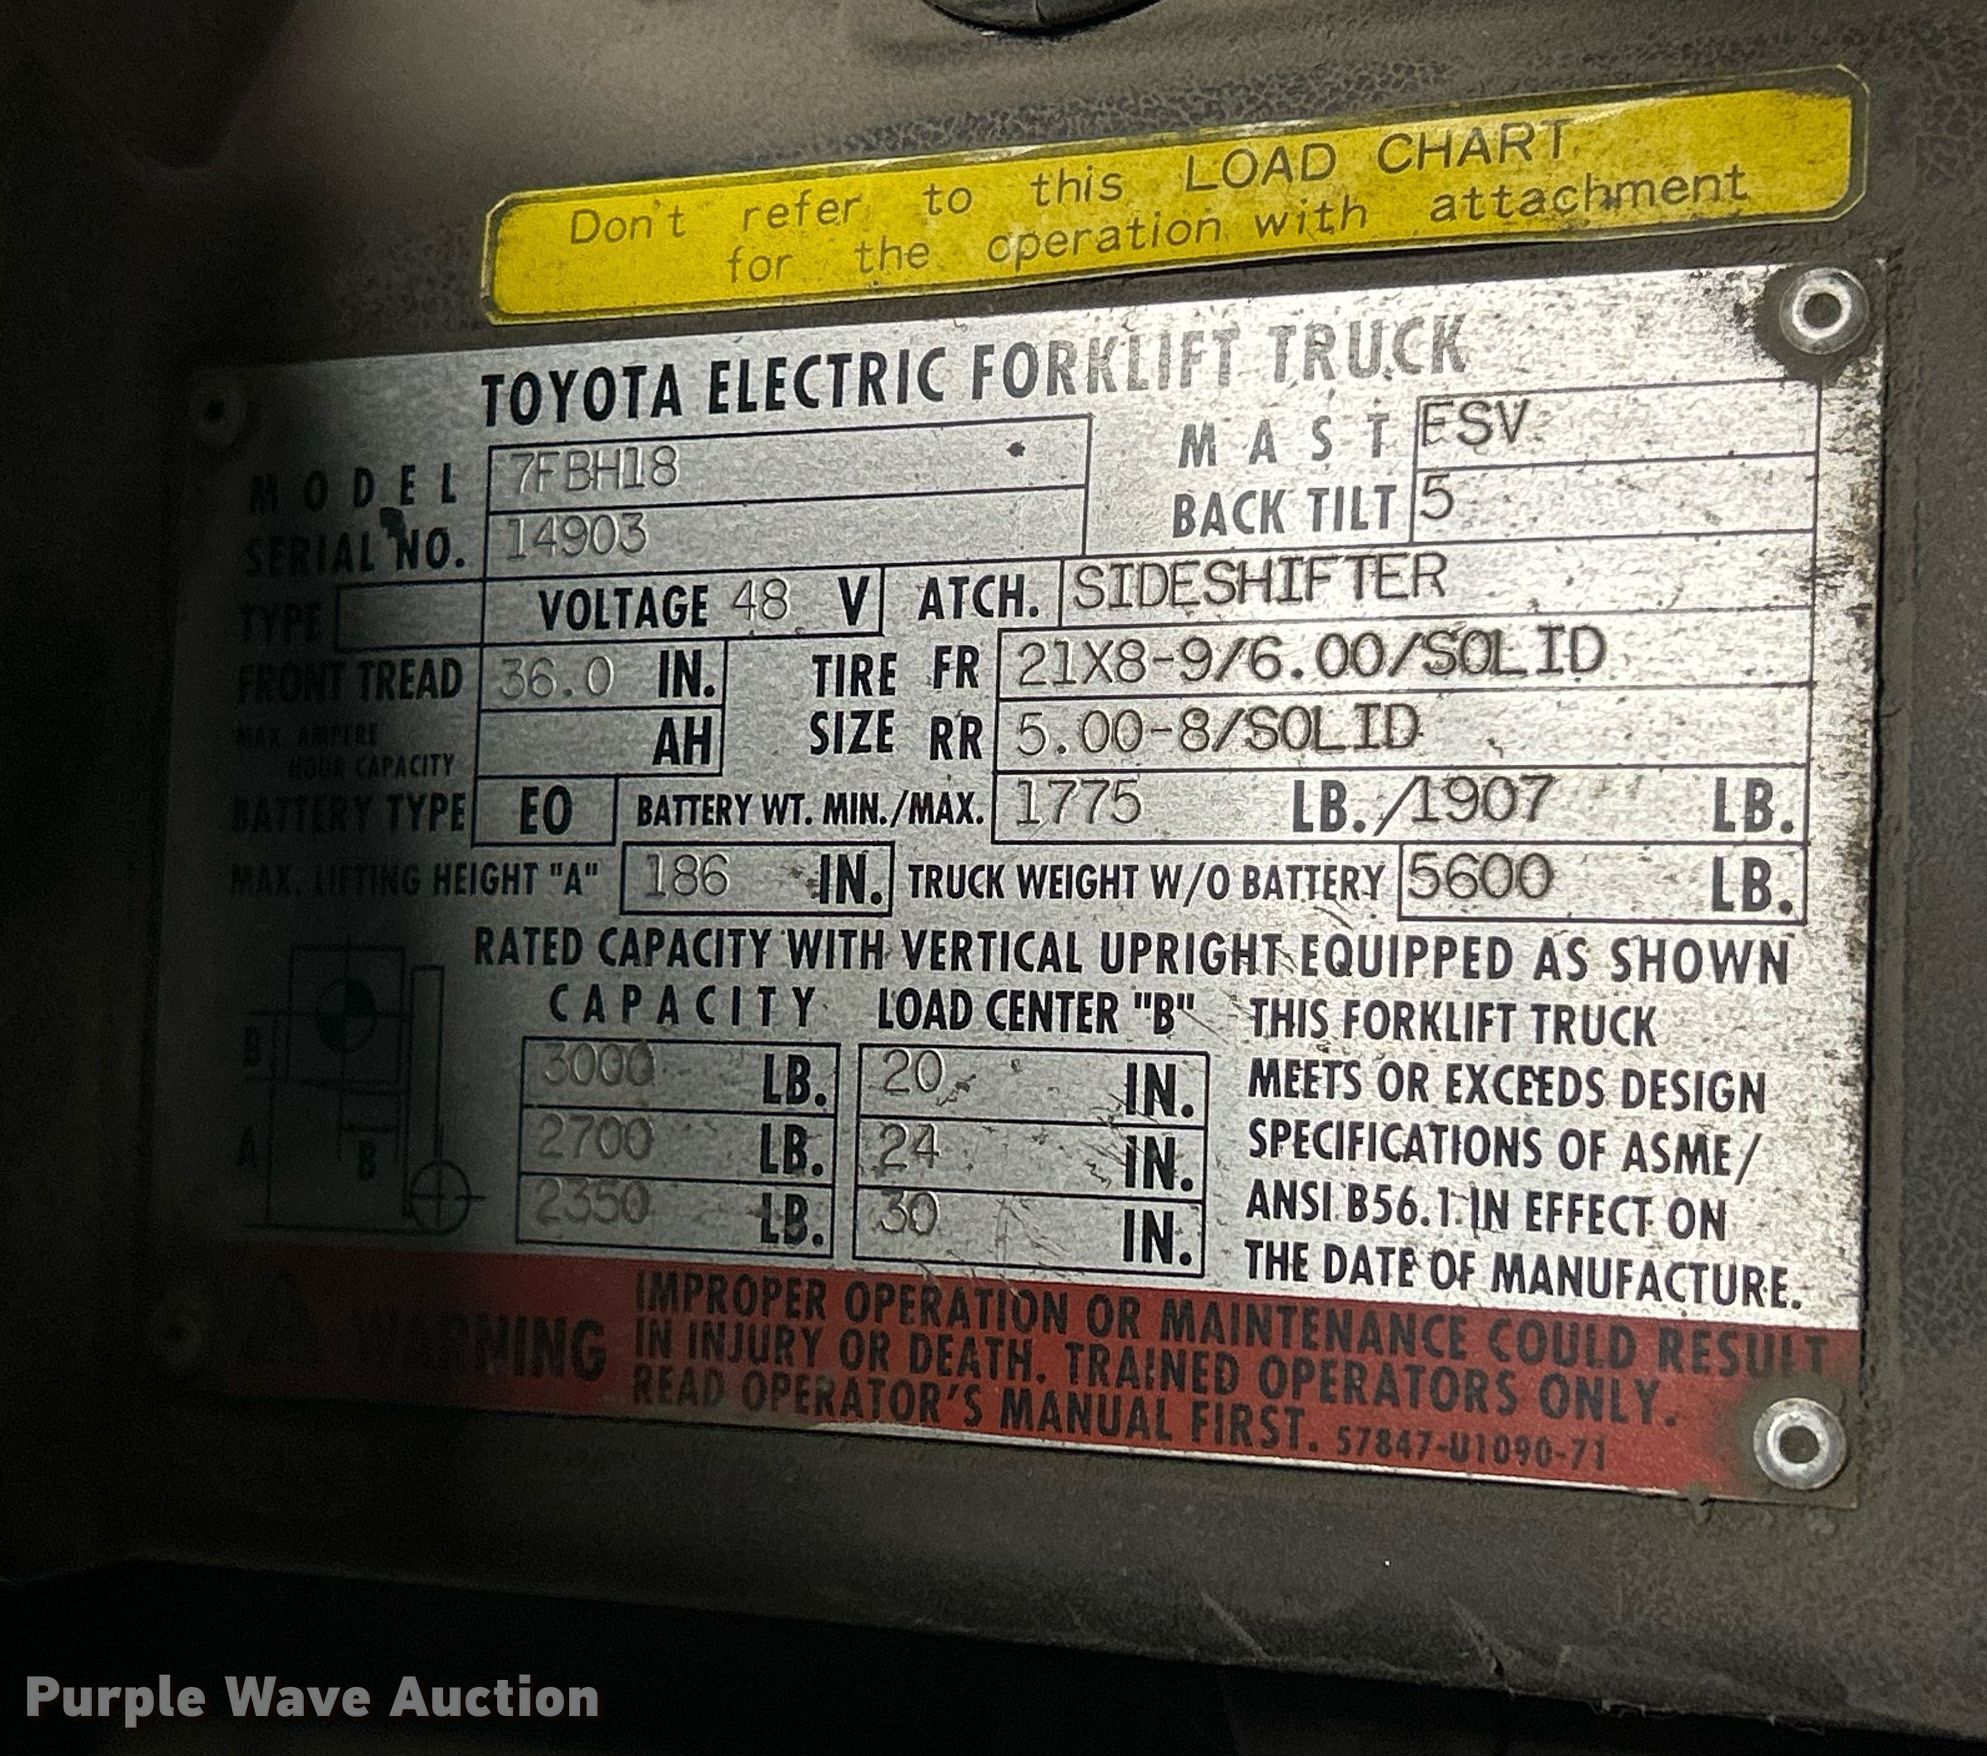 Don't refer to this LOAD CHART
for the operation with attachment
TOYOTA ELECTRIC FORKLIFT TRUCK
MODEL 7FBH18 MAST FSV
SERIAL NO. 14903 BACK TILT 5
TYPE VOLTAGE 48 V ATCH. SIDESHIFTER
FRONT TREAD 36.0 IN. TIRE SIZE FR 21X8-9/6.00/SOLID
MAX. AMPERE HOUR CAPACITY AH RR 5.00-8/SOLID
BATTERY TYPE EO BATTERY WT. MIN./MAX. 1775 LB./1907 LB.
MAX. LIFTING HEIGHT "A" 186 IN. TRUCK WEIGHT W/O BATTERY 5600 LB.
RATED CAPACITY WITH VERTICAL UPRIGHT EQUIPPED AS SHOWN
CAPACITY LOAD CENTER "B"
3000 LB. 20 IN.
2700 LB. 24 IN.
2350 LB. 30 IN.
B
A
B
THIS FORKLIFT TRUCK
MEETS OR EXCEEDS DESIGN
SPECIFICATIONS OF ASME/
ANSI B56.1 IN EFFECT ON
THE DATE OF MANUFACTURE.
WARNING
IMPROPER OPERATION OR MAINTENANCE COULD RESULT
IN INJURY OR DEATH. TRAINED OPERATORS ONLY.
READ OPERATOR'S MANUAL FIRST. 57847-U1090-71
Purple Wave Auction